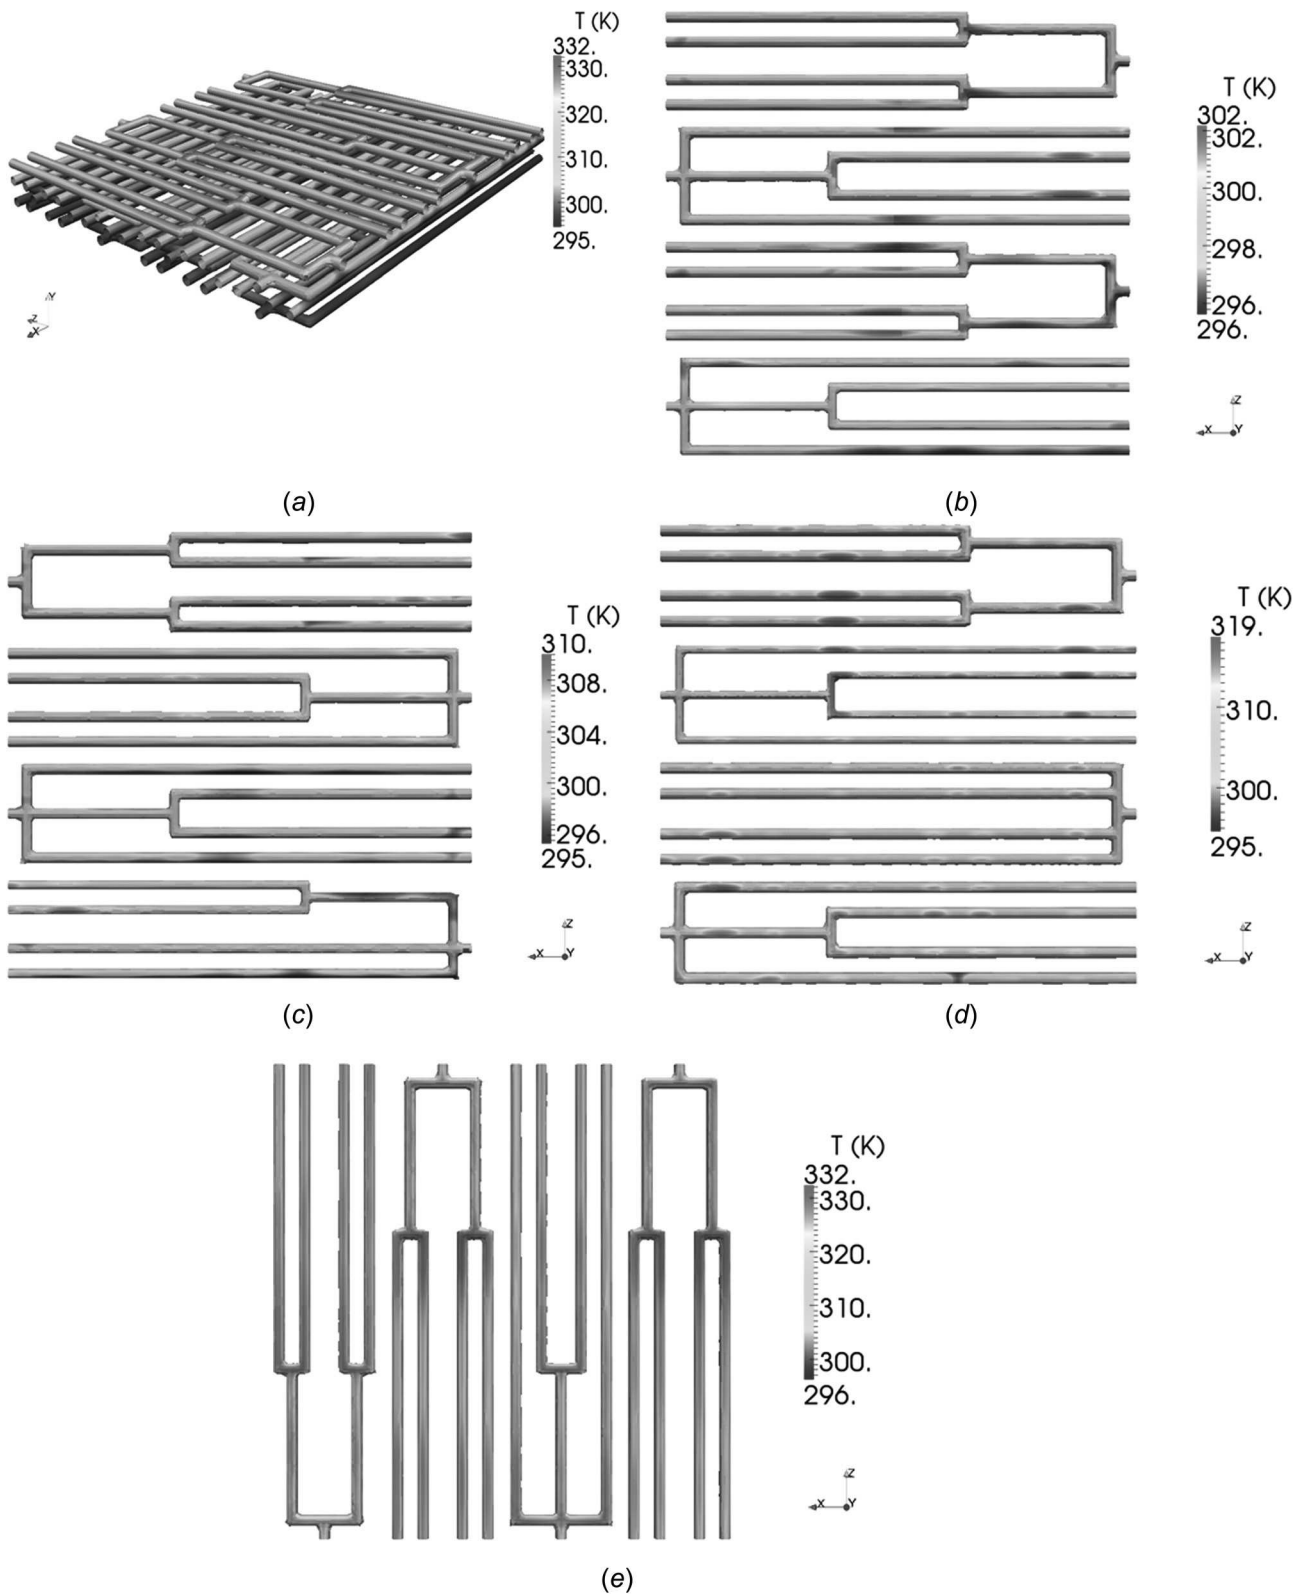 T (K)
332.
330.
320.
310.
300.
295.
Y
Z
X
(a)
T (K)
302.
302.
300.
298.
296.
296.
Z
X
Y
(b)
T (K)
310.
308.
304.
300.
296.
295.
Z
X
Y
(c)
T (K)
319.
310.
300.
295.
Z
X
Y
(d)
T (K)
332.
330.
320.
310.
300.
296.
Z
X
Y
(e)